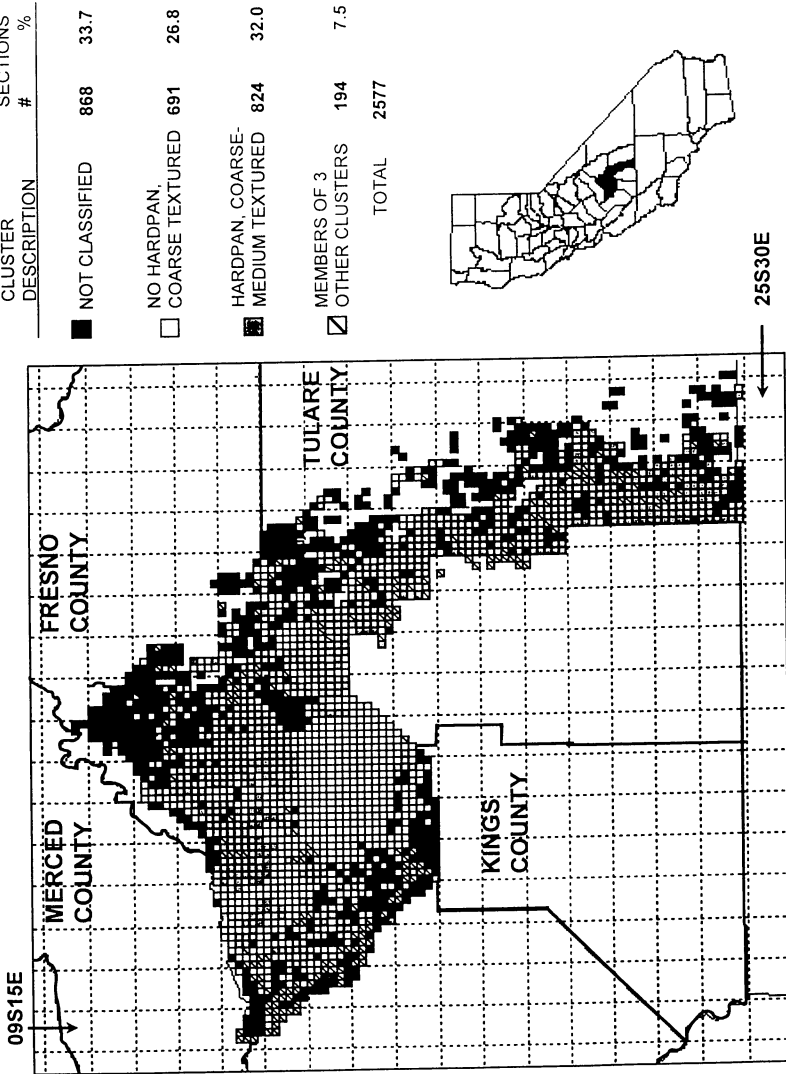 CLUSTER SECTIONS
DESCRIPTION # %
NOT CLASSIFIED 868 33.7
NO HARDPAN,
COARSE TEXTURED 691 26.8
HARDPAN, COARSE-
MEDIUM TEXTURED 824 32.0
MEMBERS OF 3
OTHER CLUSTERS 194 7.5
TOTAL 2577
09S15E
MERCED
COUNTY
FRESNO
COUNTY
TULARE
COUNTY
KINGS
COUNTY
25S30E